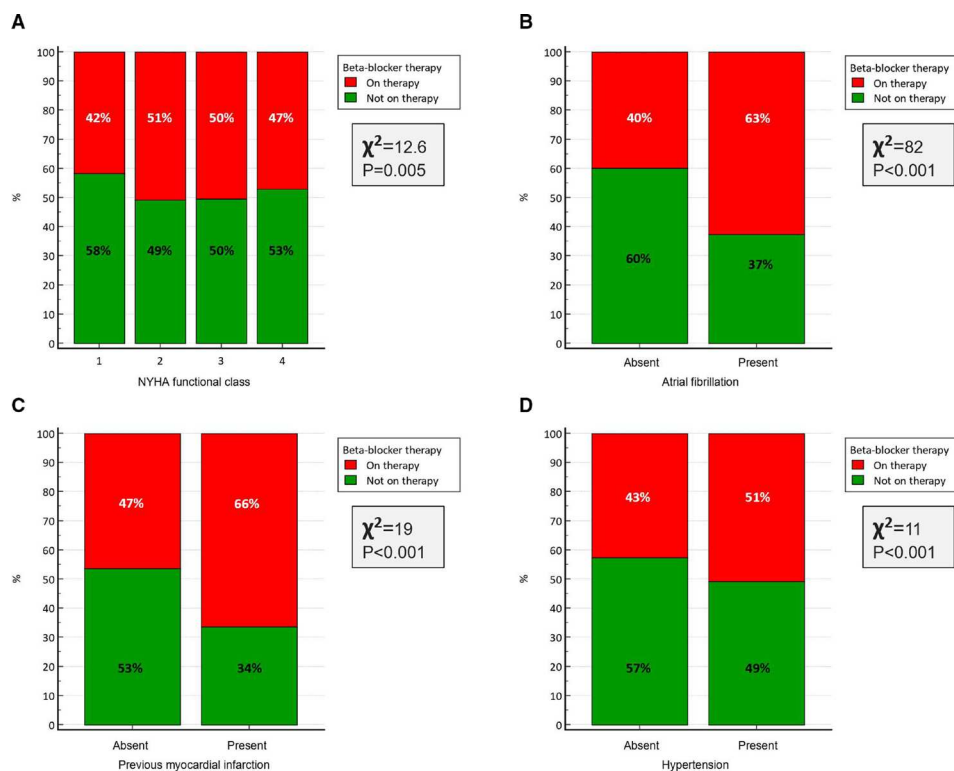 A
100
90
80
70
60
50
40
30
20
10
0
%
42%
51%
50%
47%
58%
49%
50%
53%
1
2
3
4
NYHA functional class
Beta-blocker therapy
On therapy
Not on therapy
χ²=12.6
P=0.005
B
100
90
80
70
60
50
40
30
20
10
0
%
40%
63%
60%
37%
Absent
Present
Atrial fibrillation
Beta-blocker therapy
On therapy
Not on therapy
χ²=82
P<0.001
C
100
90
80
70
60
50
40
30
20
10
0
%
47%
66%
53%
34%
Absent
Present
Previous myocardial infarction
Beta-blocker therapy
On therapy
Not on therapy
χ²=19
P<0.001
D
100
90
80
70
60
50
40
30
20
10
0
%
43%
51%
57%
49%
Absent
Present
Hypertension
Beta-blocker therapy
On therapy
Not on therapy
χ²=11
P<0.001